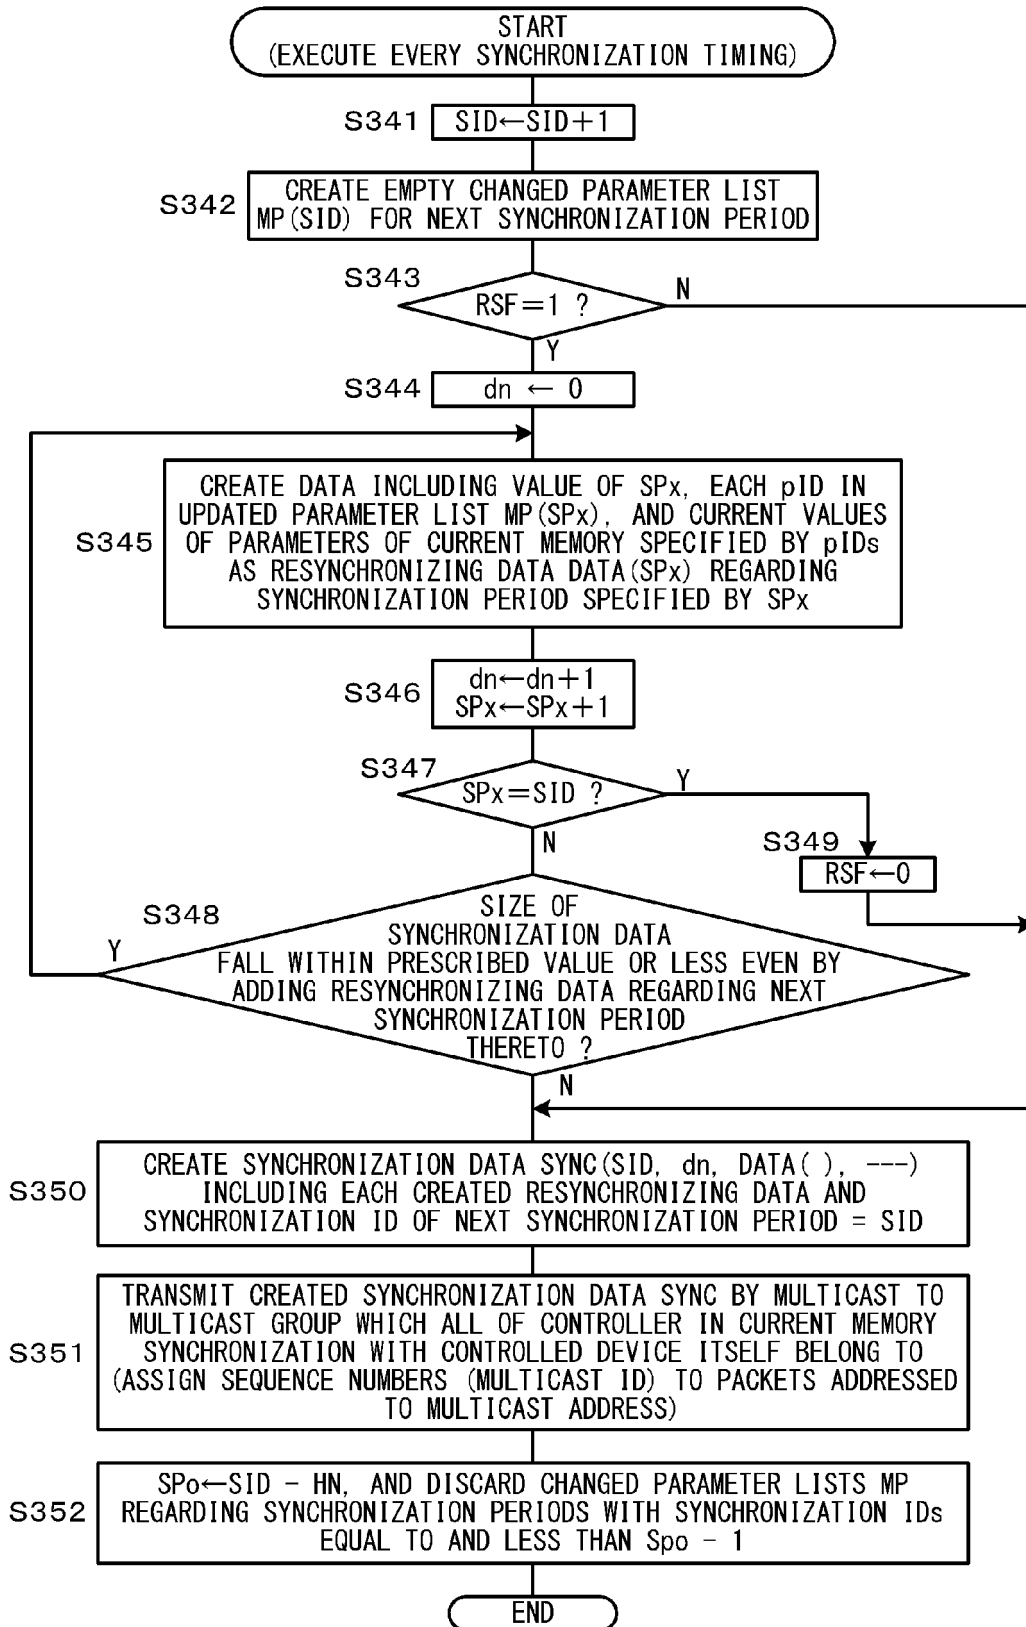 START
(EXECUTE EVERY SYNCHRONIZATION TIMING)
S341
SID←SID+1
S342
CREATE EMPTY CHANGED PARAMETER LIST
MP(SID) FOR NEXT SYNCHRONIZATION PERIOD
S343
RSF=1 ?
N
Y
S344
dn ← 0
S345
CREATE DATA INCLUDING VALUE OF SPx, EACH pID IN
UPDATED PARAMETER LIST MP(SPx), AND CURRENT VALUES
OF PARAMETERS OF CURRENT MEMORY SPECIFIED BY pIDs
AS RESYNCHRONIZING DATA DATA(SPx) REGARDING
SYNCHRONIZATION PERIOD SPECIFIED BY SPx
S346
dn←dn+1
SPx←SPx+1
S347
SPx=SID ?
Y
N
S349
RSF←0
S348
Y
SIZE OF
SYNCHRONIZATION DATA
FALL WITHIN PRESCRIBED VALUE OR LESS EVEN BY
ADDING RESYNCHRONIZING DATA REGARDING NEXT
SYNCHRONIZATION PERIOD
THERETO ?
N
S350
CREATE SYNCHRONIZATION DATA SYNC(SID, dn, DATA( ), ---)
INCLUDING EACH CREATED RESYNCHRONIZING DATA AND
SYNCHRONIZATION ID OF NEXT SYNCHRONIZATION PERIOD = SID
S351
TRANSMIT CREATED SYNCHRONIZATION DATA SYNC BY MULTICAST TO
MULTICAST GROUP WHICH ALL OF CONTROLLER IN CURRENT MEMORY
SYNCHRONIZATION WITH CONTROLLED DEVICE ITSELF BELONG TO
(ASSIGN SEQUENCE NUMBERS (MULTICAST ID) TO PACKETS ADDRESSED
TO MULTICAST ADDRESS)
S352
SPo←SID - HN, AND DISCARD CHANGED PARAMETER LISTS MP
REGARDING SYNCHRONIZATION PERIODS WITH SYNCHRONIZATION IDs
EQUAL TO AND LESS THAN Spo - 1
END